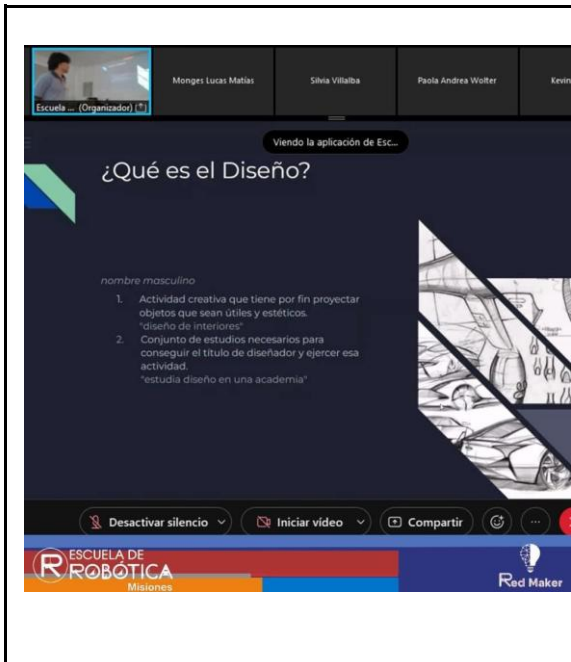 Monges Lucas Matías
Silvia Villalba
Paola Andrea Wolter
Kevin
Escuela ... (Organizador)
Viendo la aplicación de Esc...
¿Qué es el Diseño?
nombre masculino
1. Actividad creativa que tiene por fin proyectar
objetos que sean útiles y estéticos.
"diseño de interiores"
2. Conjunto de estudios necesarios para
conseguir el título de diseñador y ejercer esa
actividad.
"estudia diseño en una academia"
Desactivar silencio
Iniciar vídeo
Compartir
ESCUELA DE
ROBÓTICA
Misiones
Red Maker